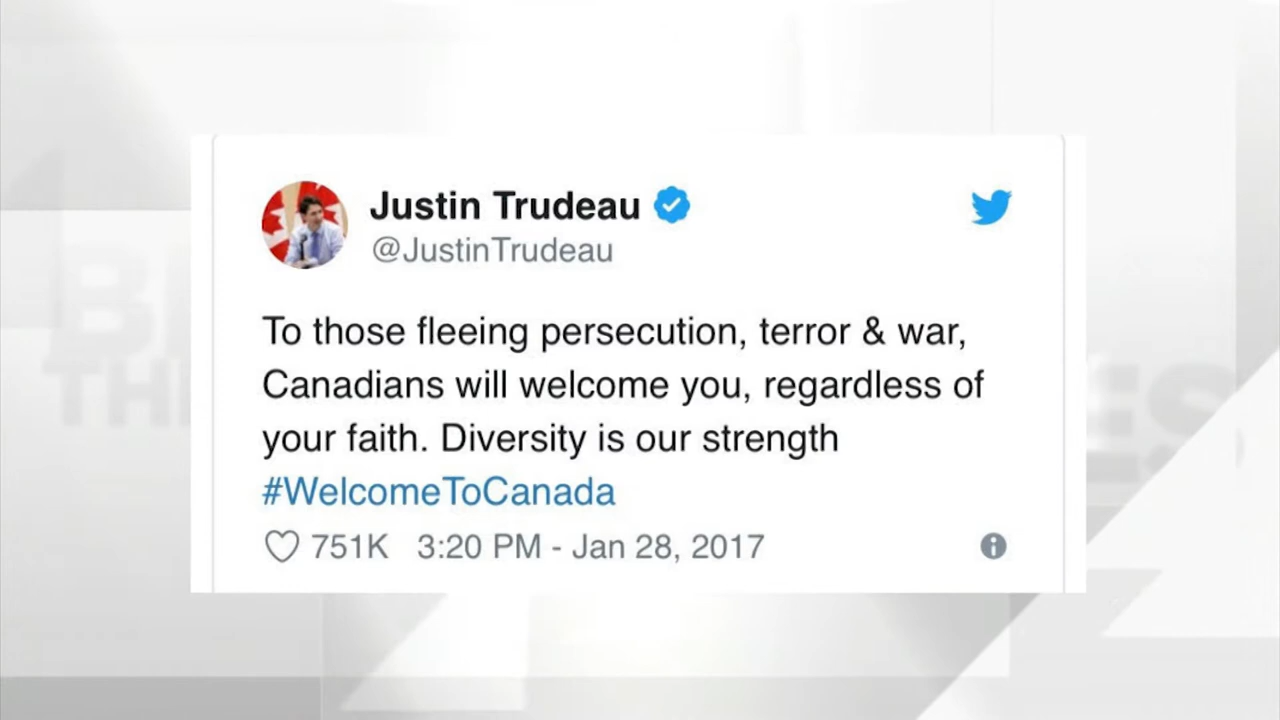 Justin Trudeau
@JustinTrudeau
To those fleeing persecution, terror & war,
Canadians will welcome you, regardless of
your faith. Diversity is our strength
#WelcomeToCanada
751K 3:20 PM - Jan 28, 2017